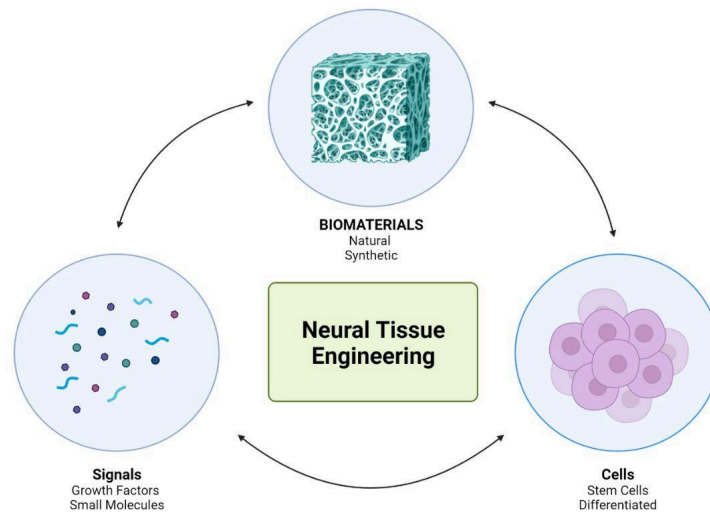 BIOMATERIALS
Natural
Synthetic
Neural Tissue
Engineering
Signals
Growth Factors
Small Molecules
Cells
Stem Cells
Differentiated